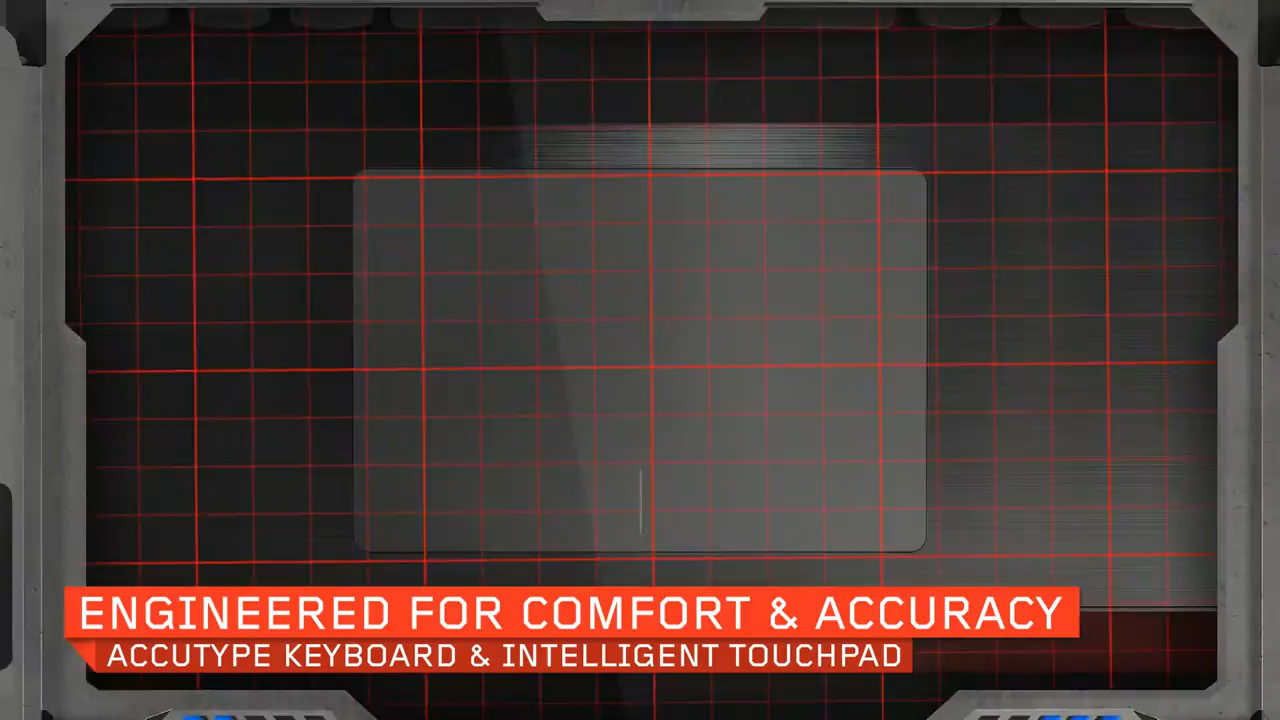 ENGINEERED FOR COMFORT & ACCURACY
ACCUTYPE KEYBOARD & INTELLIGENT TOUCHPAD